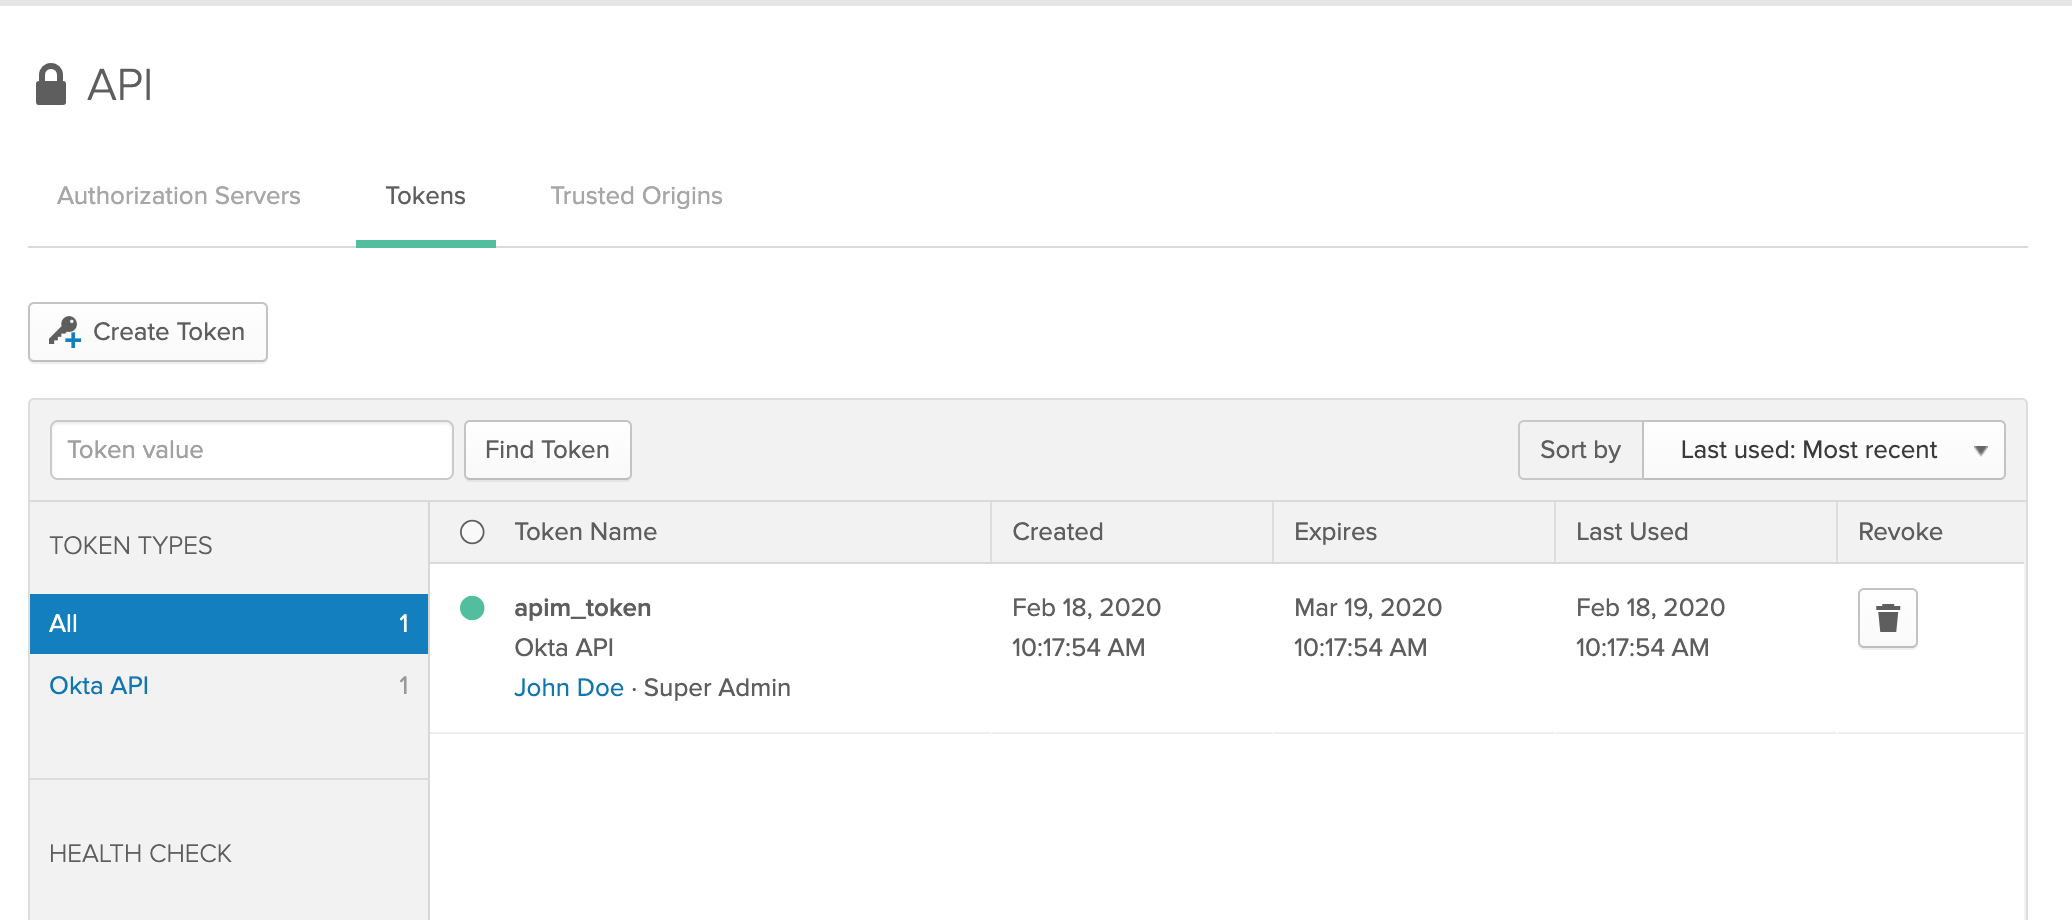 API
Authorization Servers Tokens Trusted Origins
Create Token
Token value Find Token Sort by Last used: Most recent
TOKEN TYPES
All 1
Okta API 1
HEALTH CHECK
Token Name Created Expires Last Used Revoke
apim_token Feb 18, 2020 Mar 19, 2020 Feb 18, 2020
Okta API 10:17:54 AM 10:17:54 AM 10:17:54 AM
John Doe · Super Admin